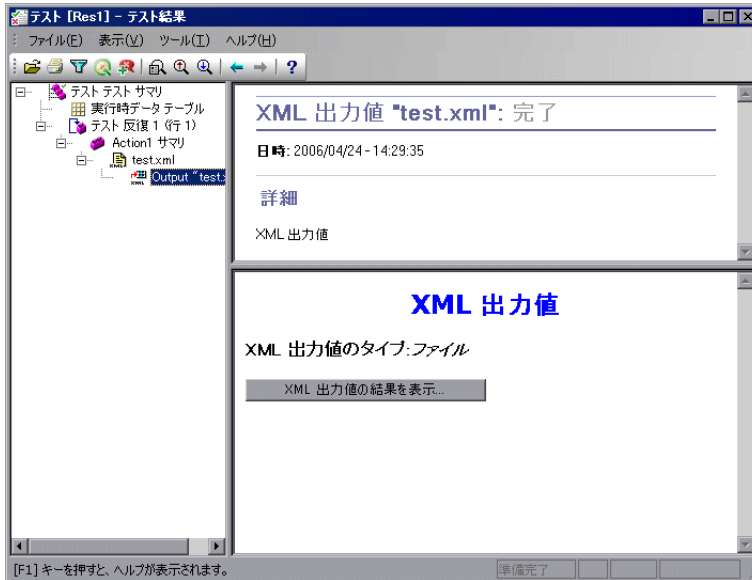 テスト [Res1] - テスト結果
ファイル(F) 表示(V) ツール(T) ヘルプ(H)
テスト テスト サマリ
実行時データ テーブル
テスト 反復 1 (行 1)
Action1 サマリ
test.xml
Output "test.x
XML 出力値 "test.xml": 完了
日時: 2006/04/24 - 14:29:35
詳細
XML 出力値
XML 出力値
XML 出力値のタイプ:ファイル
XML 出力値の結果を表示...
[F1] キーを押すと、ヘルプが表示されます。
準備完了